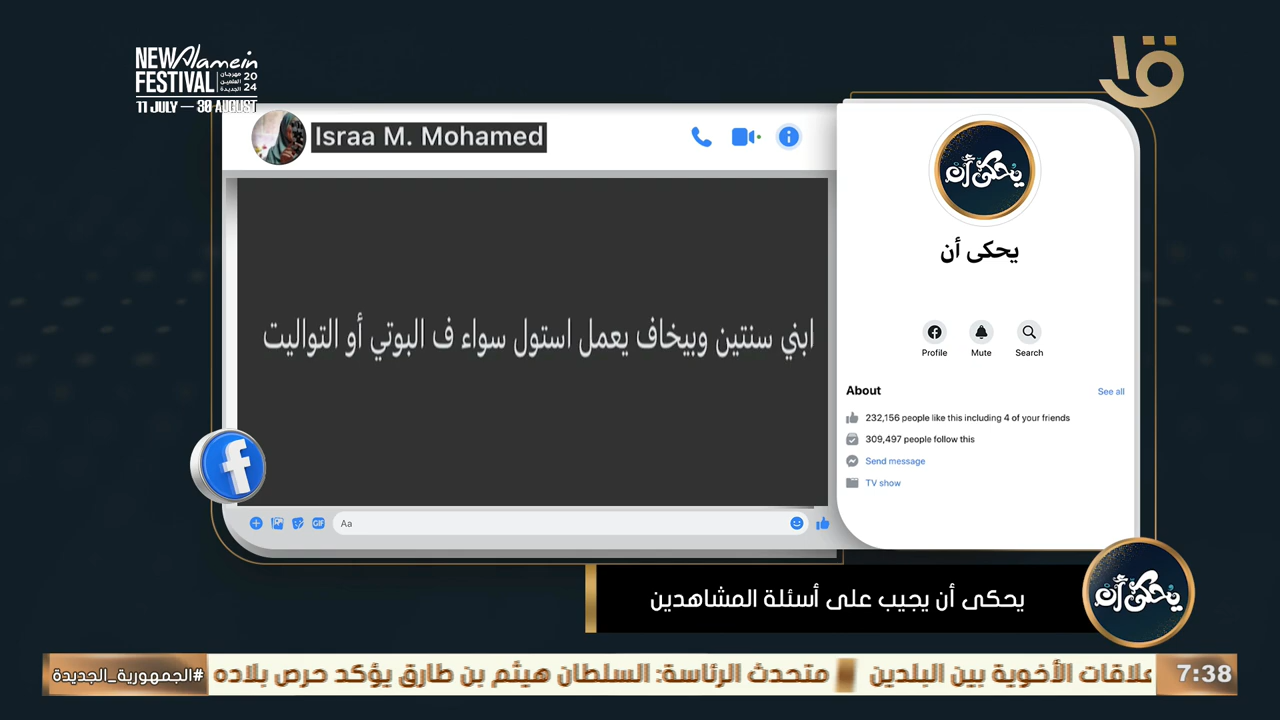 NEW Alamein
FESTIVAL
مهرجان
العلمين
الجديدة
20
24
11 JULY — 30 AUGUST
Israa M. Mohamed
ابني سنتين وبيخاف يعمل استول سواء ف البوتي أو التواليت
GIF
Aa
يحكى أن
يحكى أن
Profile
Mute
Search
About
See all
232,156 people like this including 4 of your friends
309,497 people follow this
Send message
TV show
يحكى أن يجيب على أسئلة المشاهدين
يحكى أن
#الجمهورية_الجديدة
علاقات الأخوية بين البلدين
متحدث الرئاسة: السلطان هيثم بن طارق يؤكد حرص بلاده
7:38